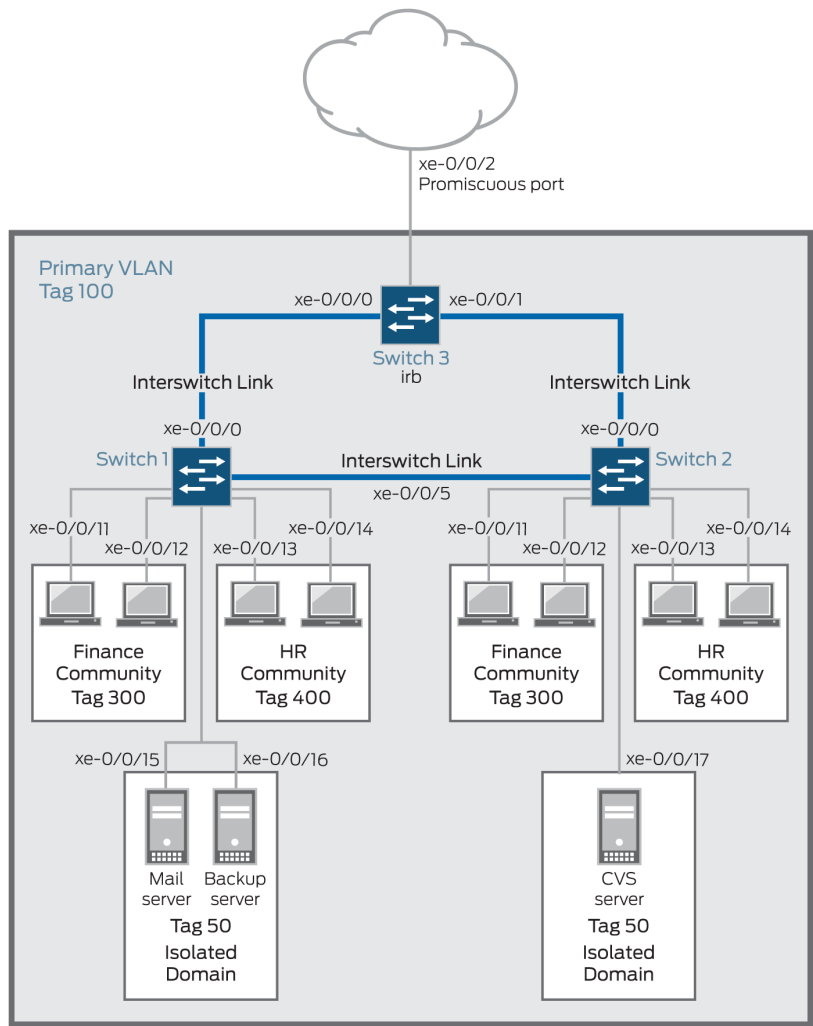 xe-0/0/2
Promiscuous port
Primary VLAN
Tag 100
xe-0/0/0
xe-0/0/1
Switch 3
irb
Interswitch Link
Interswitch Link
xe-0/0/0
xe-0/0/0
Switch 1
Interswitch Link
Switch 2
xe-0/0/5
xe-0/0/11
xe-0/0/12
xe-0/0/13
xe-0/0/14
xe-0/0/11
xe-0/0/12
xe-0/0/13
xe-0/0/14
Finance
Community
Tag 300
HR
Community
Tag 400
Finance
Community
Tag 300
HR
Community
Tag 400
xe-0/0/15
xe-0/0/16
xe-0/0/17
Mail
server
Backup
server
Tag 50
Isolated
Domain
CVS
server
Tag 50
Isolated
Domain